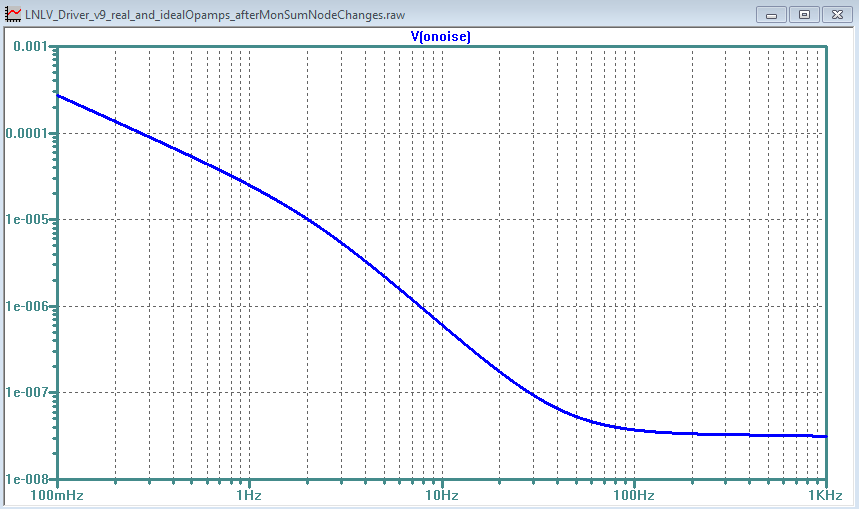 LNLV_Driver_v9_real_and_idealOpamps_afterMonSumNodeChanges.raw
V(onoise)
0.001
0.0001
1e-005
1e-006
1e-007
1e-008
100mHz 1Hz 10Hz 100Hz 1KHz